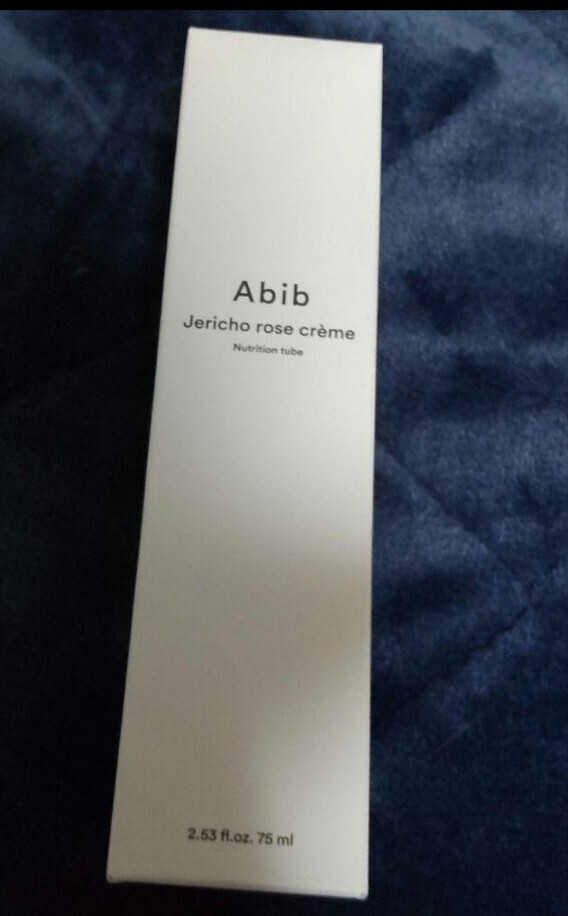 Abib
Jericho rose crème
Nutrition tube
2.53 fl.oz. 75 ml